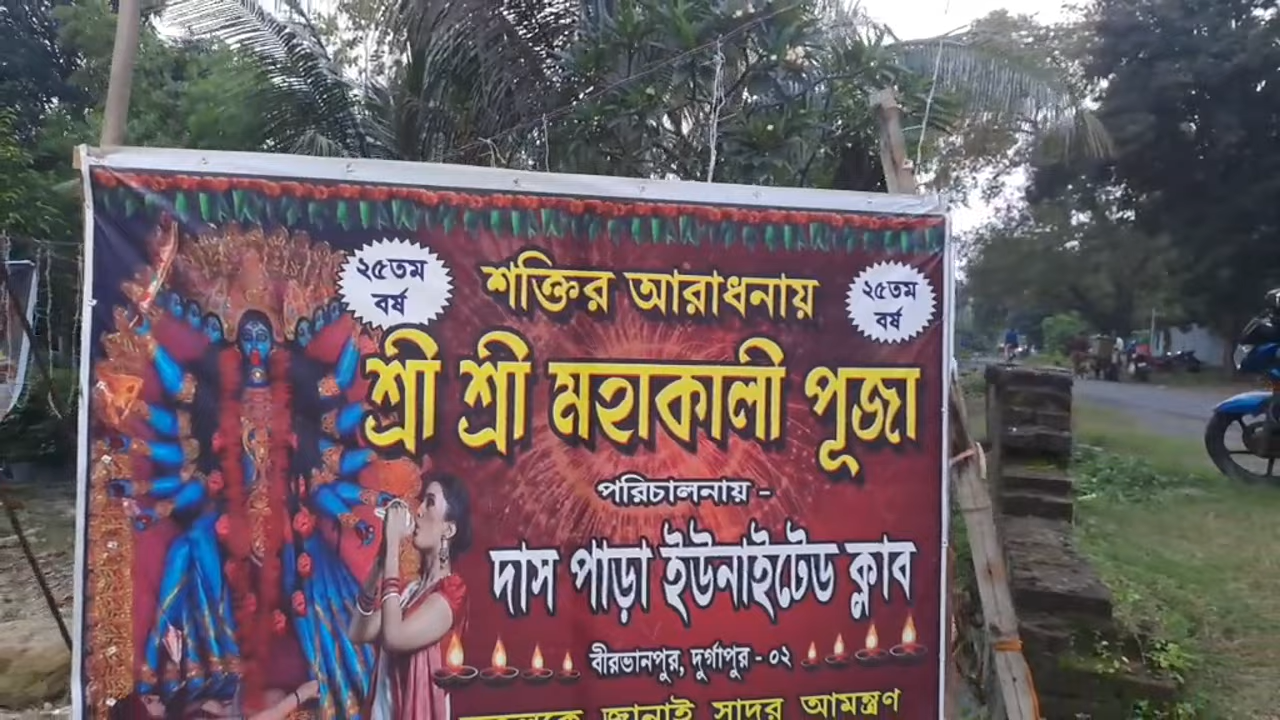 ২৫তম
বর্ষ
শক্তির আরাধনায়
২৫তম
বর্ষ
শ্রী শ্রী মহাকালী পূজা
পরিচালনায় -
দাস পাড়া ইউনাইটেড ক্লাব
বীরভানপুর, দুর্গাপুর - ০২
জানাই সাদর আমন্ত্রণ